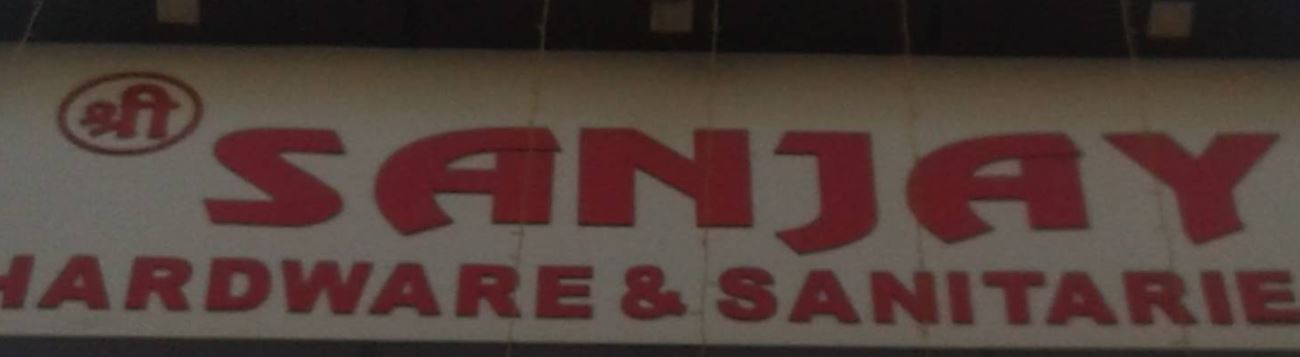 श्री
SANJAY
HARDWARE & SANITARIE